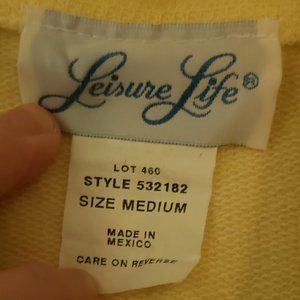 Leisure Life®
LOT 460
STYLE 532182
SIZE MEDIUM
MADE IN
MEXICO
CARE ON REVERSE